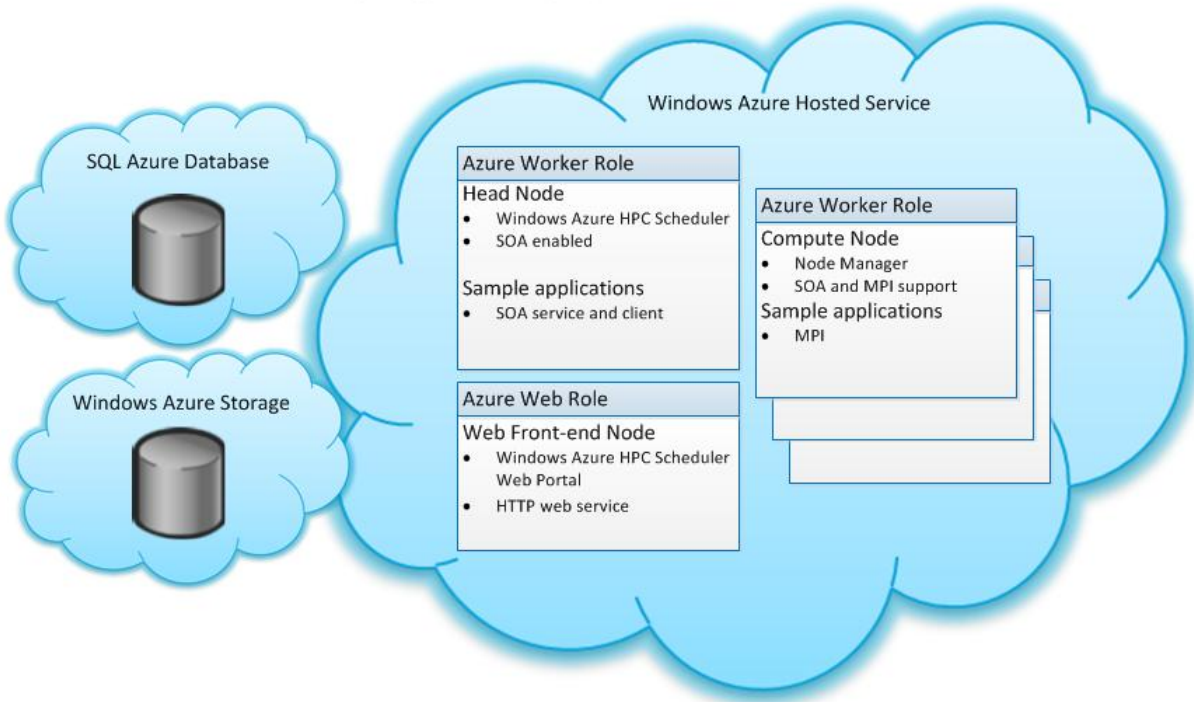 Windows Azure Hosted Service
SQL Azure Database
Windows Azure Storage
Azure Worker Role
Head Node
• Windows Azure HPC Scheduler
• SOA enabled
Sample applications
• SOA service and client
Azure Web Role
Web Front-end Node
• Windows Azure HPC Scheduler
Web Portal
• HTTP web service
Azure Worker Role
Compute Node
• Node Manager
• SOA and MPI support
Sample applications
• MPI